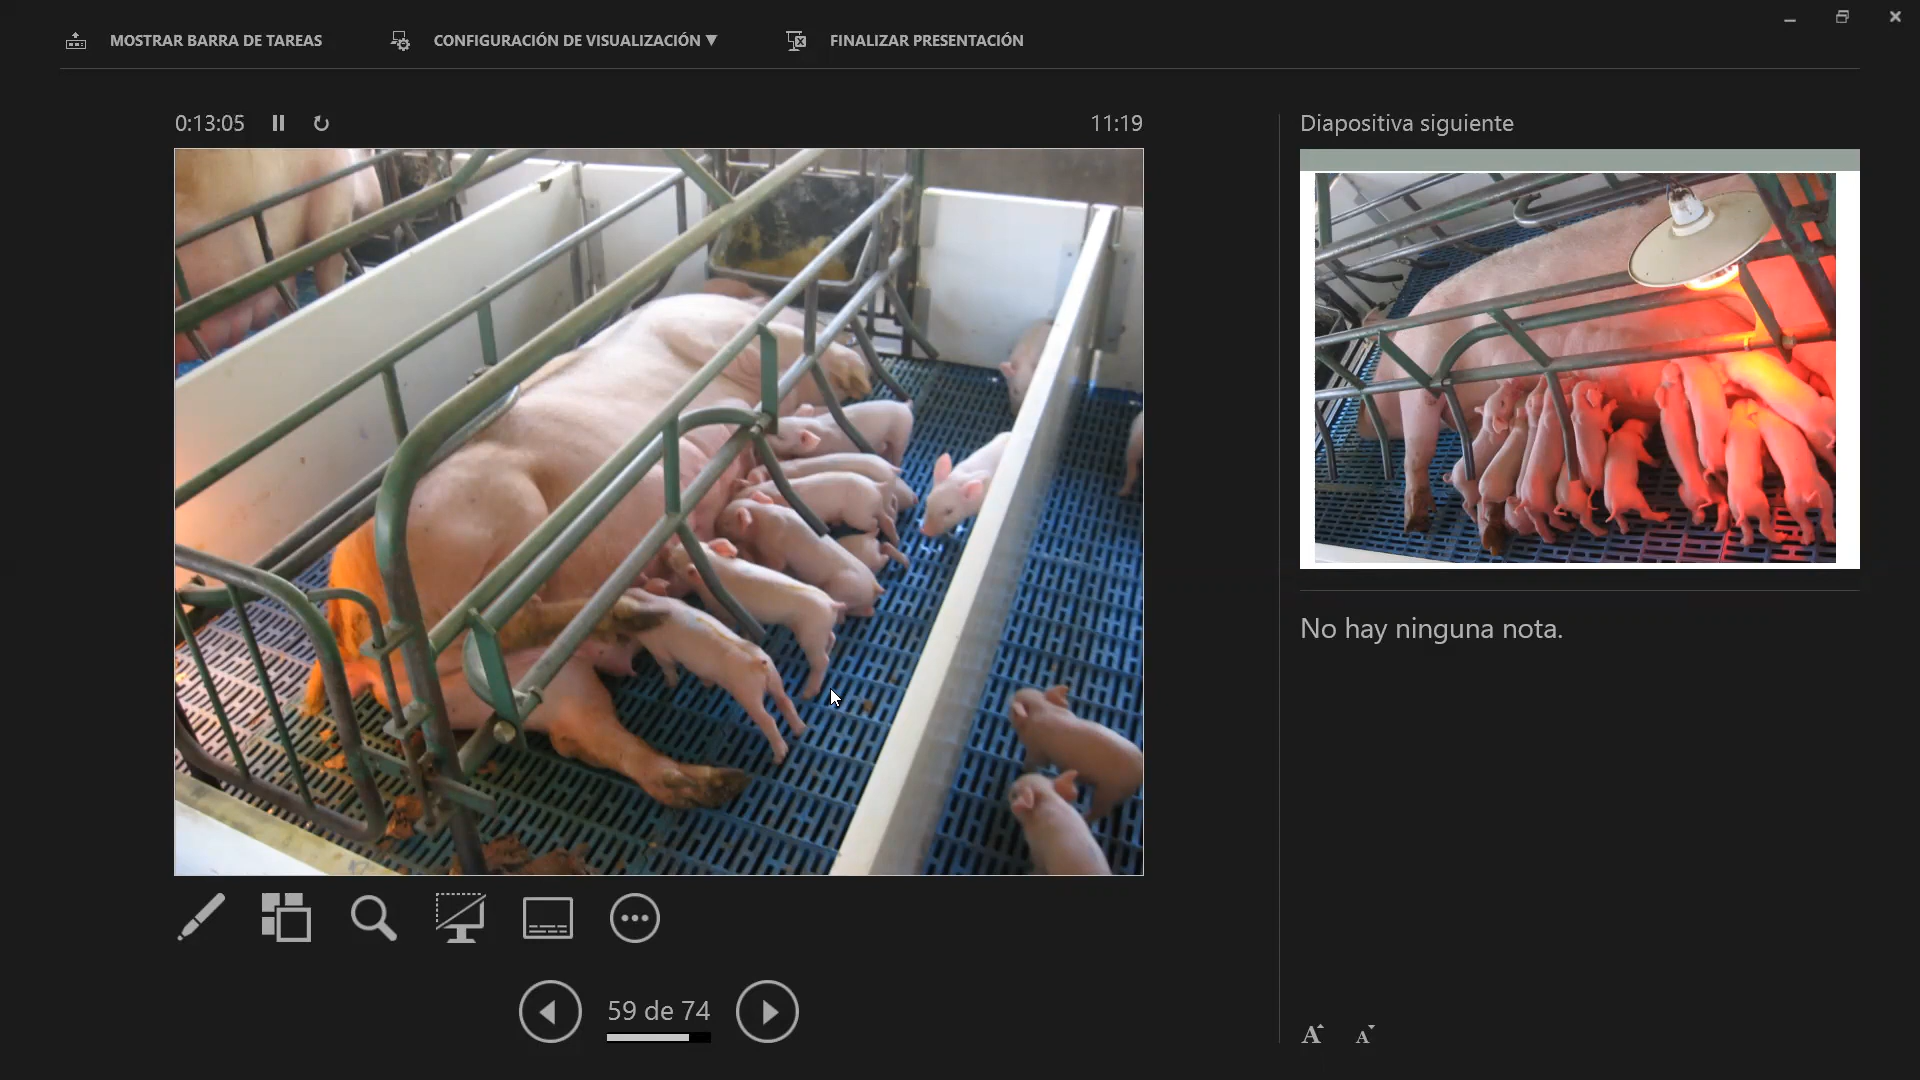 MOSTRAR BARRA DE TAREAS
CONFIGURACIÓN DE VISUALIZACIÓN ▼
FINALIZAR PRESENTACIÓN
0:13:05
11:19
Diapositiva siguiente
No hay ninguna nota.
59 de 74
A A